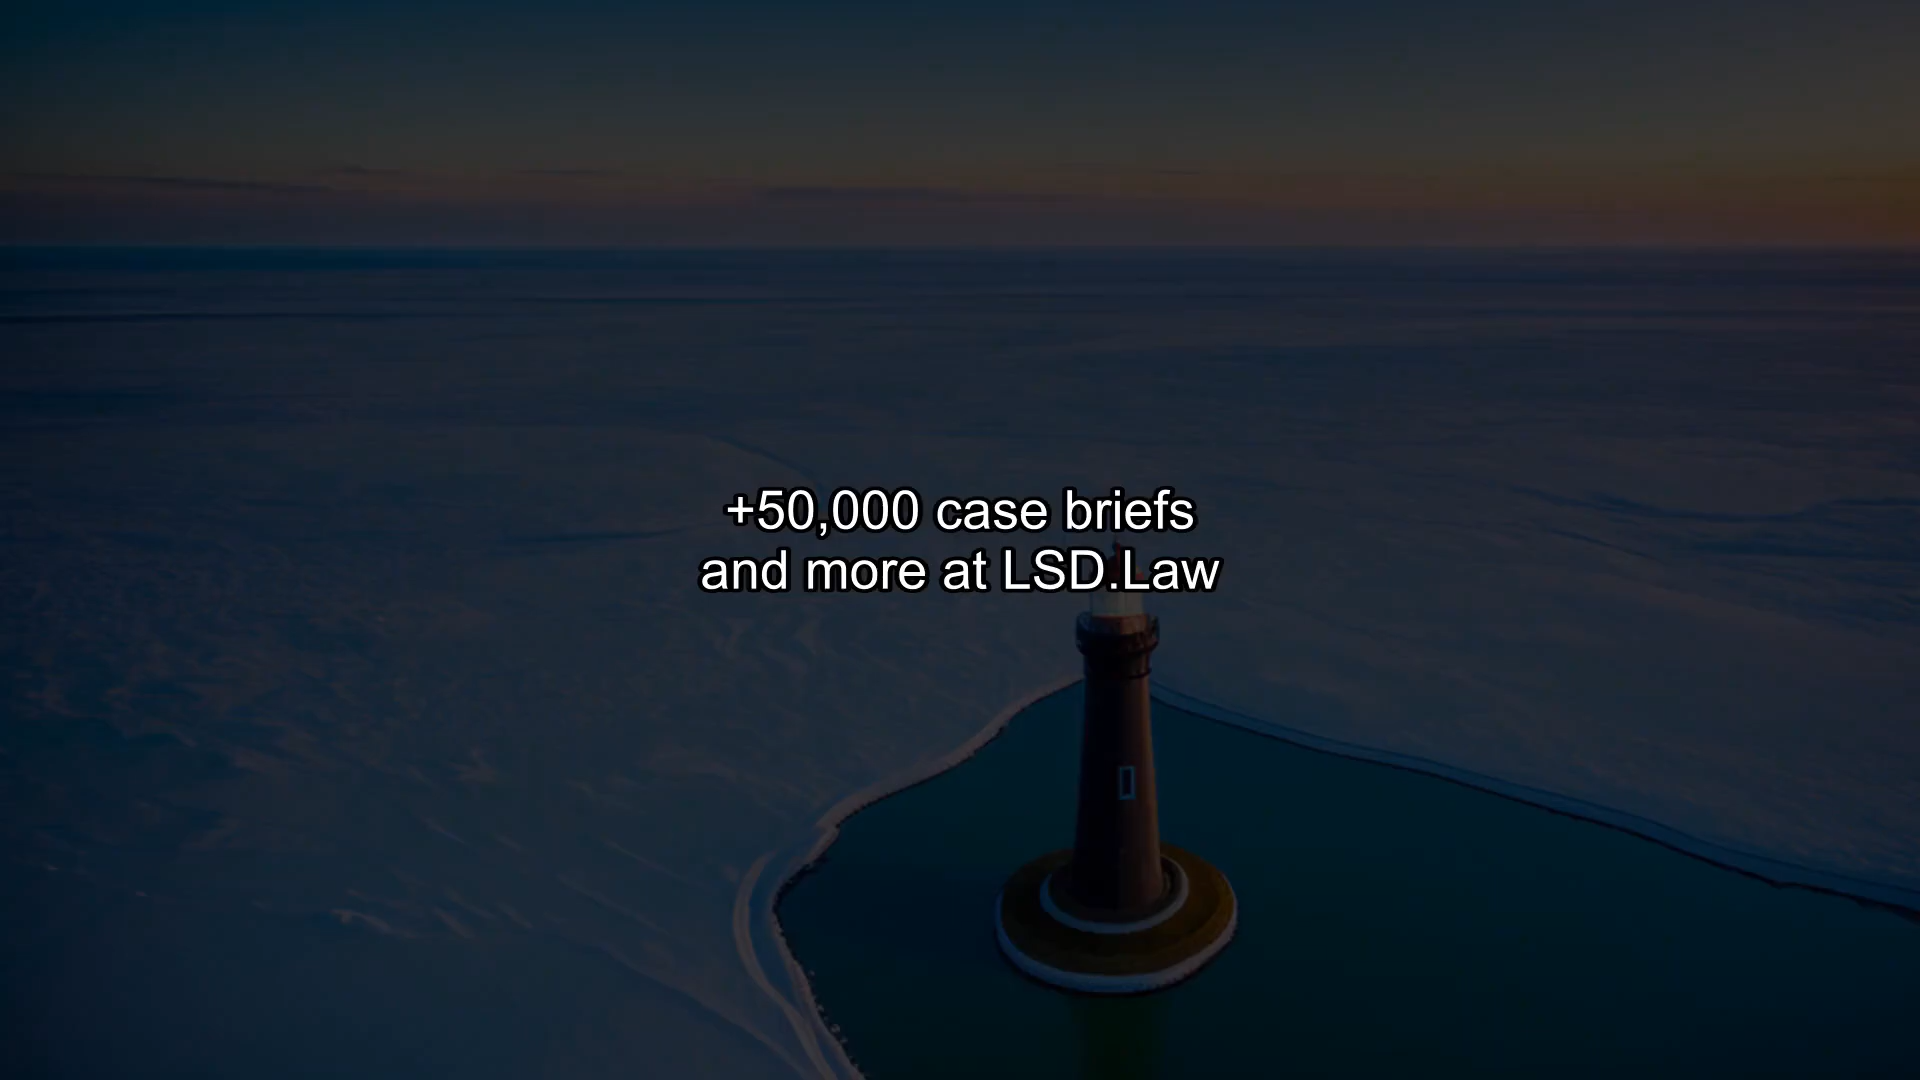 +50,000 case briefs
and more at LSD.Law